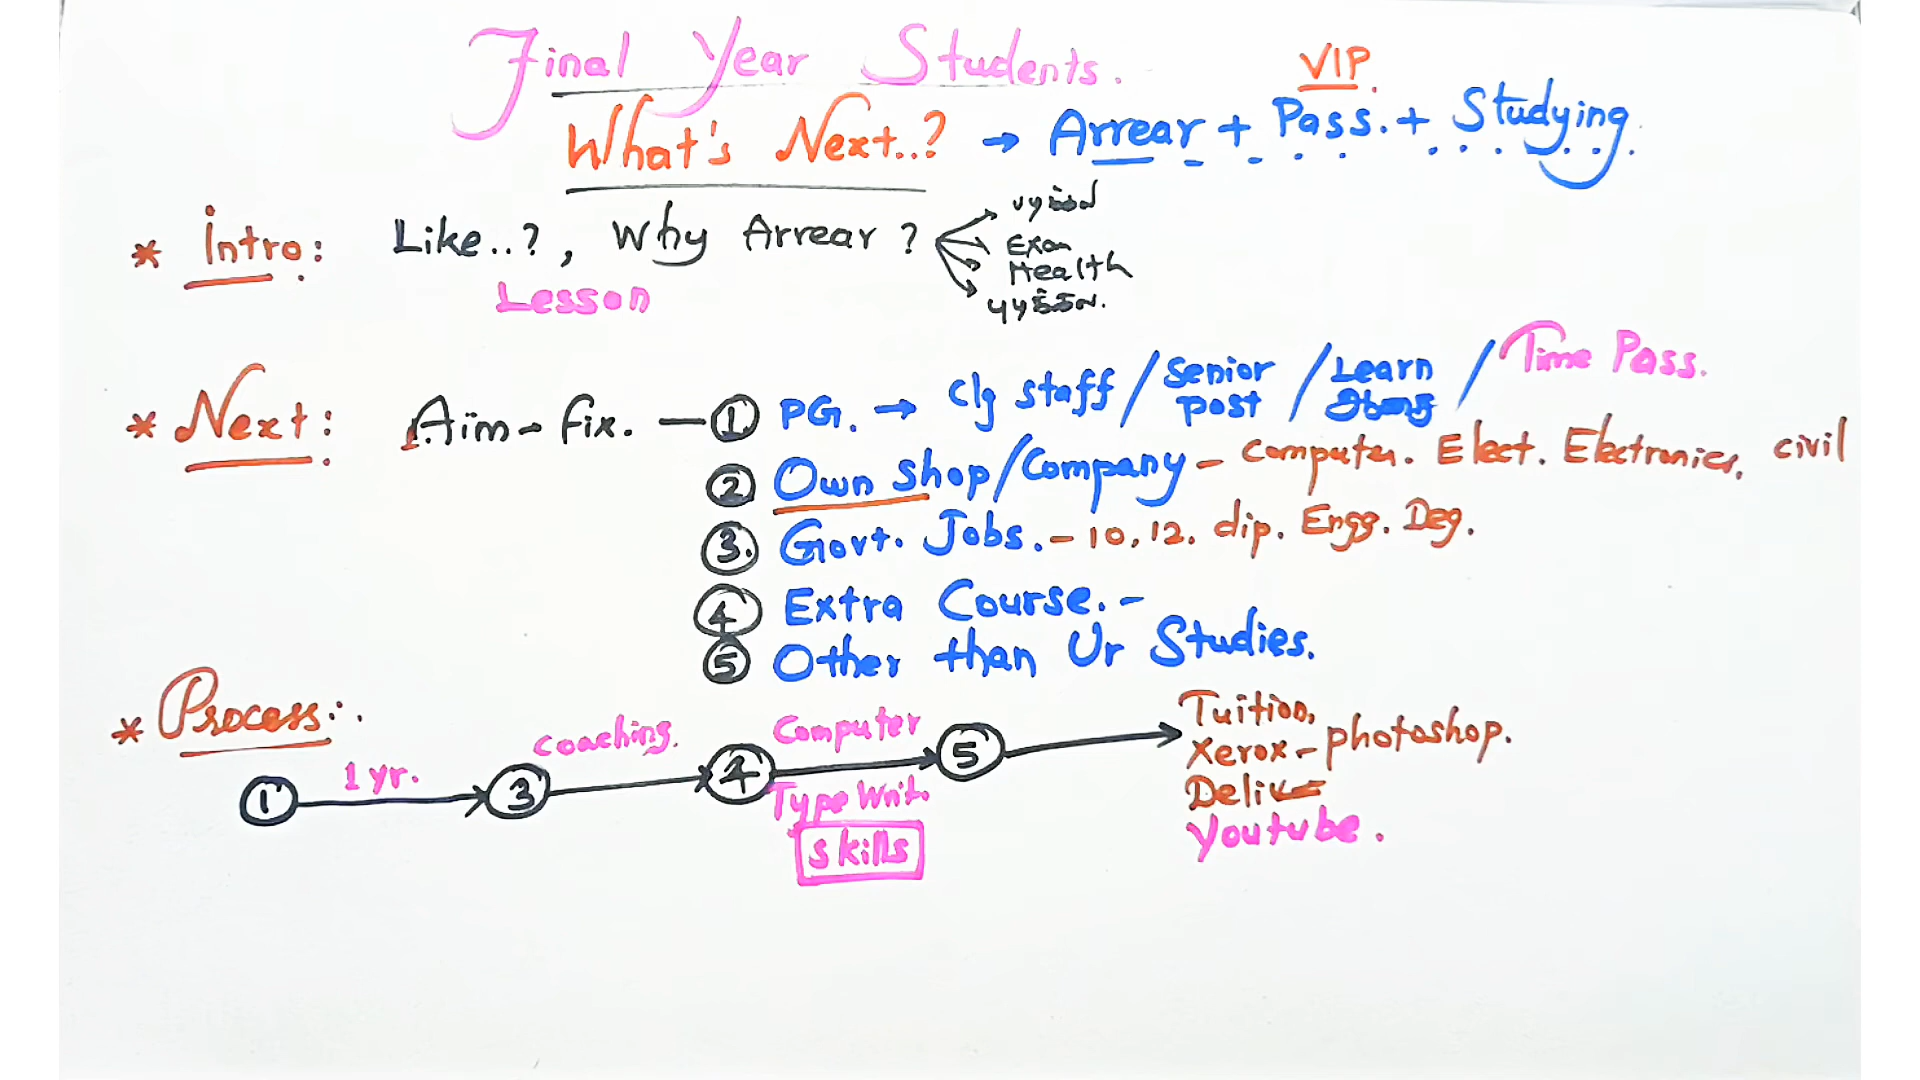 Final Year Students.
VIP.
What's Next..? → Arrear + Pass. + Studying.
* Intro: Like..?, Why Arrear?
Exam
Health
Lesson
* Next: Aim - fix. — ① PG. → Clg staff / Senior post / Learn / Time Pass.
② Own Shop/Company - Computer. Elect. Electronics. civil
③ Govt. Jobs. - 10, 12. dip. Engg. Deg.
④ Extra Course. -
⑤ Other than Ur Studies.
* Process:
① 1 yr. ③ coaching. ④ Computer ⑤
Type Writ.
Skills
Tuition,
Xerox - photoshop.
Youtube.